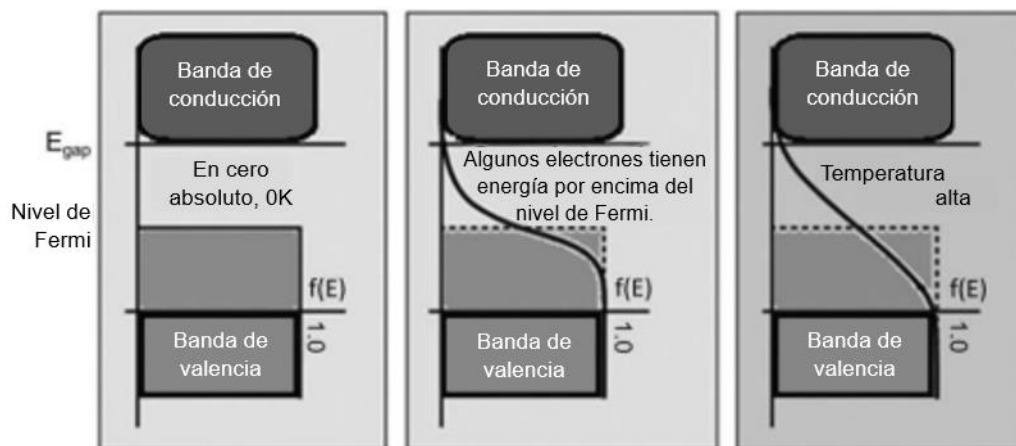 Banda de
conducción
E_gap
En cero
absoluto, 0K
Nivel de
Fermi
f(E)
1.0
Banda de
valencia
Banda de
conducción
Algunos electrones tienen
energía por encima del
nivel de Fermi.
f(E)
1.0
Banda de
valencia
Banda de
conducción
Temperatura
alta
f(E)
1.0
Banda de
valencia